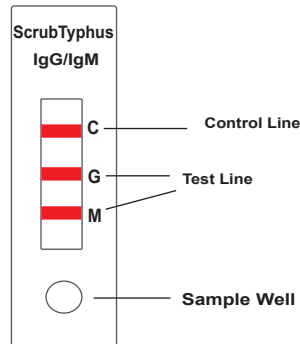 ScrubTyphus
IgG/IgM
C
Control Line
G
Test Line
M
Sample Well